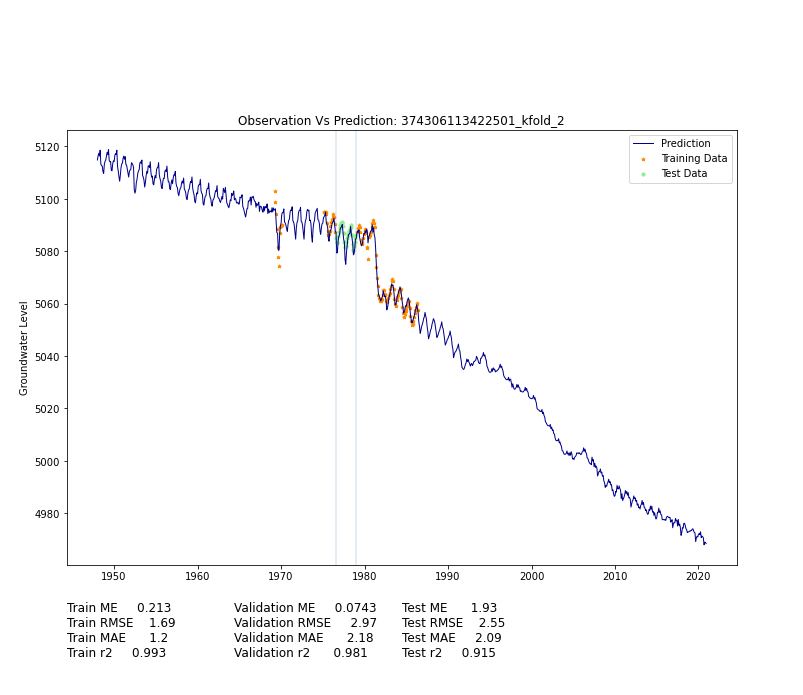 Observation Vs Prediction: 374306113422501_kfold_2
Prediction
Training Data
Test Data
5120
5100
5080
5060
5040
5020
5000
4980
Groundwater Level
1950 1960 1970 1980 1990 2000 2010 2020
Train ME 0.213 Validation ME 0.0743 Test ME 1.93
Train RMSE 1.69 Validation RMSE 2.97 Test RMSE 2.55
Train MAE 1.2 Validation MAE 2.18 Test MAE 2.09
Train r2 0.993 Validation r2 0.981 Test r2 0.915